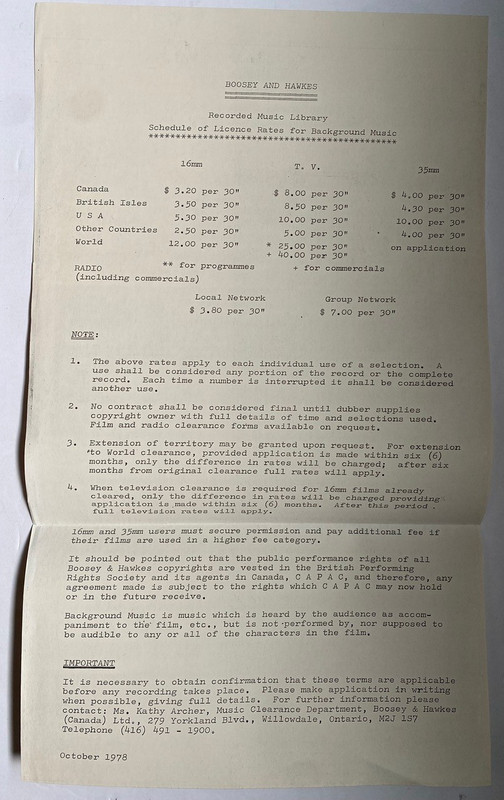 BOOSEY AND HAWKES
Recorded Music Library
Schedule of Licence Rates for Background Music
**********************************************
16mm T. V. 35mm
Canada $ 3.20 per 30" $ 8.00 per 30" $ 4.00 per 30"
British Isles 3.50 per 30" 8.50 per 30" 4.30 per 30"
U S A 5.30 per 30" 10.00 per 30" 10.00 per 30"
Other Countries 2.50 per 30" 5.00 per 30" 4.00 per 30"
World 12.00 per 30" * 25.00 per 30" on application
+ 40.00 per 30"
RADIO ** for programmes + for commercials
(including commercials)
Local Network Group Network
$ 3.80 per 30" $ 7.00 per 30"
NOTE:
1. The above rates apply to each individual use of a selection. A
use shall be considered any portion of the record or the complete
record. Each time a number is interrupted it shall be considered
another use.
2. No contract shall be considered final until dubber supplies
copyright owner with full details of time and selections used.
Film and radio clearance forms available on request.
3. Extension of territory may be granted upon request. For extension
to World clearance, provided application is made within six (6)
months, only the difference in rates will be charged; after six
months from original clearance full rates will apply.
4. When television clearance is required for 16mm films already
cleared, only the difference in rates will be charged providing
application is made within six (6) months. After this period
full television rates will apply.
16mm and 35mm users must secure permission and pay additional fee if
their films are used in a higher fee category.
It should be pointed out that the public performance rights of all
Boosey & Hawkes copyrights are vested in the British Performing
Rights Society and its agents in Canada, C A P A C, and therefore, any
agreement made is subject to the rights which C A P A C may now hold
or in the future receive.
Background Music is music which is heard by the audience as accom-
paniment to the film, etc., but is not performed by, nor supposed to
be audible to any or all of the characters in the film.
IMPORTANT
It is necessary to obtain confirmation that these terms are applicable
before any recording takes place. Please make application in writing
when possible, giving full details. For further information please
contact: Ms. Kathy Archer, Music Clearance Department, Boosey & Hawkes
(Canada) Ltd., 279 Yorkland Blvd., Willowdale, Ontario, M2J 1S7
Telephone (416) 491 - 1900.
October 1978